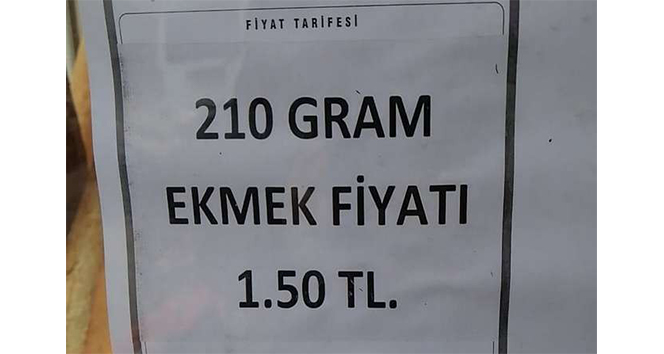 FİYAT TARİFESİ
210 GRAM
EKMEK FİYATI
1.50 TL.